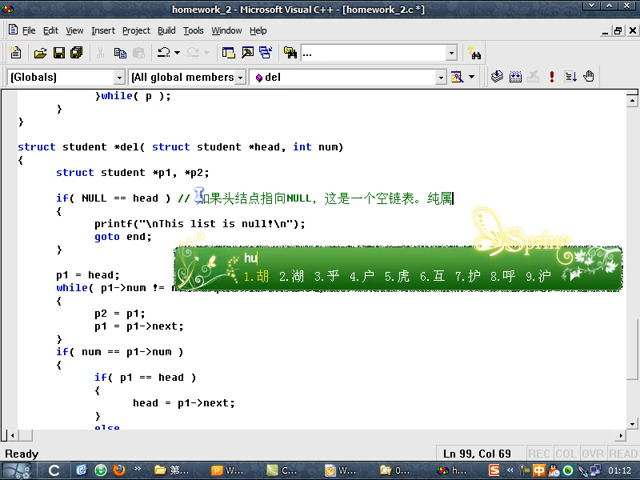 homework_2 - Microsoft Visual C++ - [homework_2.c *]
File Edit View Insert Project Build Tools Window Help
...
(Globals) (All global members del
}while( p );
}
}
struct student *del( struct student *head, int num)
{
struct student *p1, *p2;
if( NULL == head ) // 如果头结点指向NULL，这是一个空链表。纯属
{
printf("\nThis list is null!\n");
goto end;
}
hu
1.胡 2.湖 3.乎 4.户 5.虎 6.互 7.护 8.呼 9.沪
Spring
p1 = head;
while( p1->num != n
{
p2 = p1;
p1 = p1->next;
}
if( num == p1->num )
{
if( p1 == head )
{
head = p1->next;
}
else
Ready Ln 99, Col 69 REC COL OVR READ
第... W... C... W... 0... h... 中 01:12